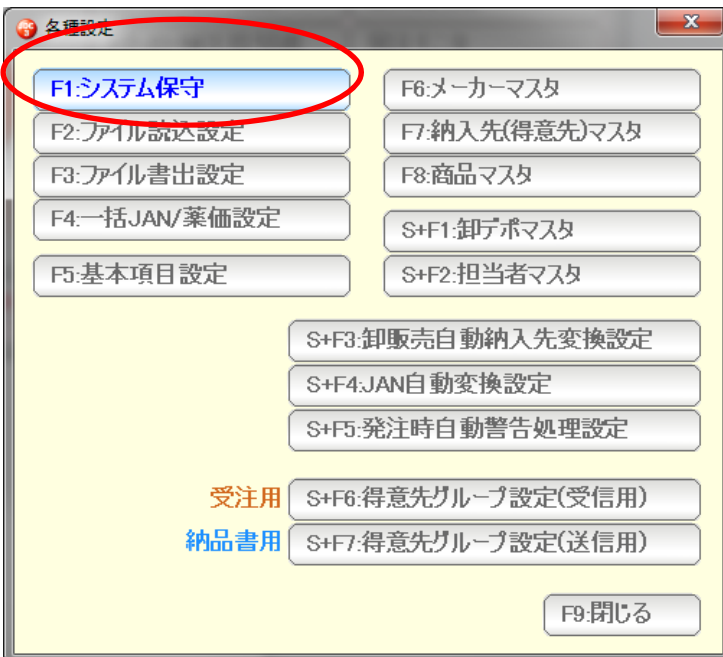 各種設定
F1:システム保守
F2:ファイル読込設定
F3:ファイル書出設定
F4:一括JAN/薬価設定
F5:基本項目設定
F6:メーカーマスタ
F7:納入先(得意先)マスタ
F8:商品マスタ
S+F1:卸デポマスタ
S+F2:担当者マスタ
S+F3:卸販売自動納入先変換設定
S+F4:JAN自動変換設定
S+F5:発注時自動警告処理設定
受注用 S+F6:得意先グループ設定(受信用)
納品書用 S+F7:得意先グループ設定(送信用)
F9:閉じる